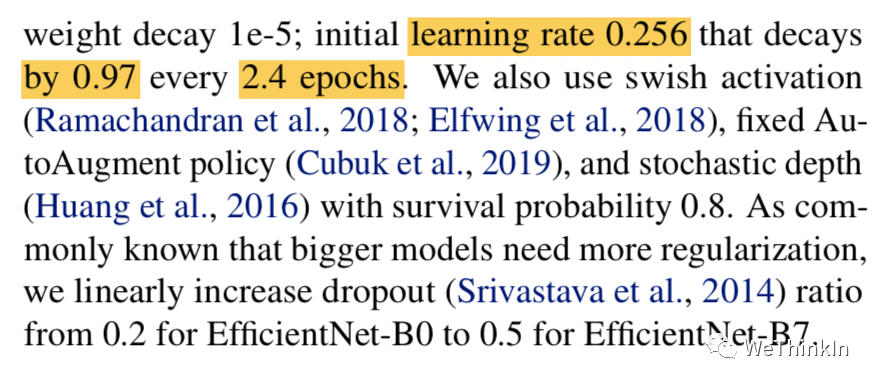 weight decay 1e-5; initial learning rate 0.256 that decays
by 0.97 every 2.4 epochs. We also use swish activation
(Ramachandran et al., 2018; Elfwing et al., 2018), fixed Au-
toAugment policy (Cubuk et al., 2019), and stochastic depth
(Huang et al., 2016) with survival probability 0.8. As com-
monly known that bigger models need more regularization,
we linearly increase dropout (Srivastava et al., 2014) ratio
from 0.2 for EfficientNet-B0 to 0.5 for EfficientNet-B7.
WeThinkIn